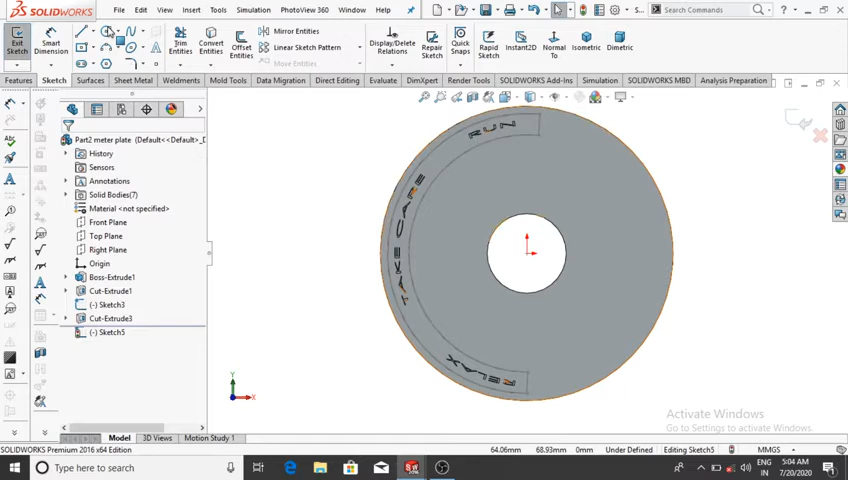 SOLIDWORKS File Edit View Insert Tools Simulation PhotoView 360 Window Help Search Commands
Exit Sketch Smart Dimension Trim Entities Convert Entities Offset Entities Mirror Entities Linear Sketch Pattern Move Entities Display/Delete Relations Repair Sketch Quick Snaps Rapid Sketch Instant2D Normal To Isometric Dimetric
Features Sketch Surfaces Sheet Metal Weldments Mold Tools Data Migration Direct Editing Evaluate DimXpert Render Tools SOLIDWORKS Add-Ins Simulation SOLIDWORKS MBD Analysis Preparation
Part2 meter plate (Default<<Default>_D
History
Sensors
Annotations
Solid Bodies(7)
Material <not specified>
Front Plane
Top Plane
Right Plane
Origin
Boss-Extrude1
Cut-Extrude1
(-) Sketch3
Cut-Extrude3
(-) Sketch5
RUN
TAKE CARE
RELAX
Y
X
Activate Windows
Go to Settings to activate Windows.
Model 3D Views Motion Study 1
SOLIDWORKS Premium 2016 x64 Edition 64.06mm 68.93mm 0mm Under Defined Editing Sketch5 MMGS
Type here to search ENG 5:04 AM
IN 7/20/2020